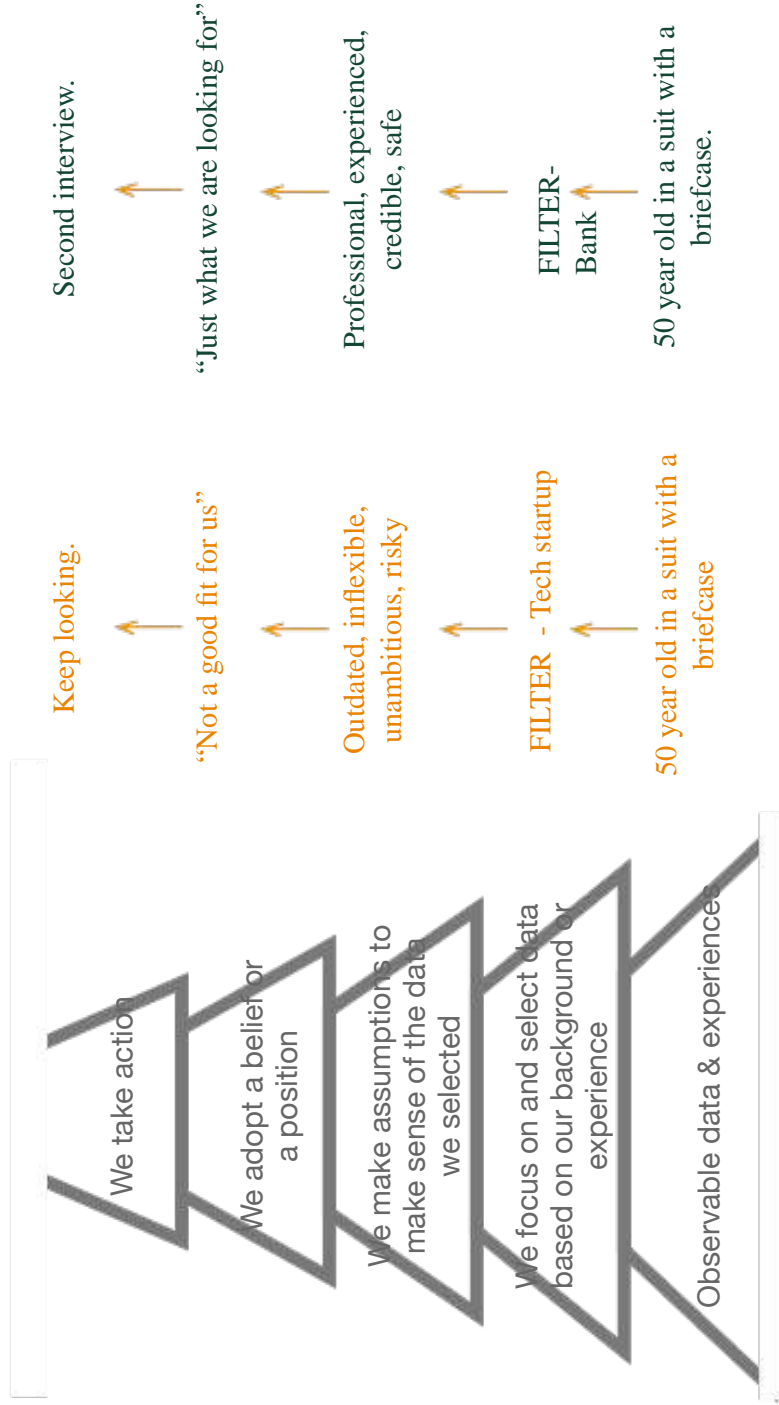 We take action
We adopt a belief or
a position
We make assumptions to
make sense of the data
we selected
We focus on and select data
based on our background or
experience
Observable data & experiences
Keep looking.
“Not a good fit for us”
Outdated, inflexible,
unambitious, risky
FILTER - Tech startup
50 year old in a suit with a
briefcase
Second interview.
“Just what we are looking for”
Professional, experienced,
credible, safe
FILTER-
Bank
50 year old in a suit with a
briefcase.